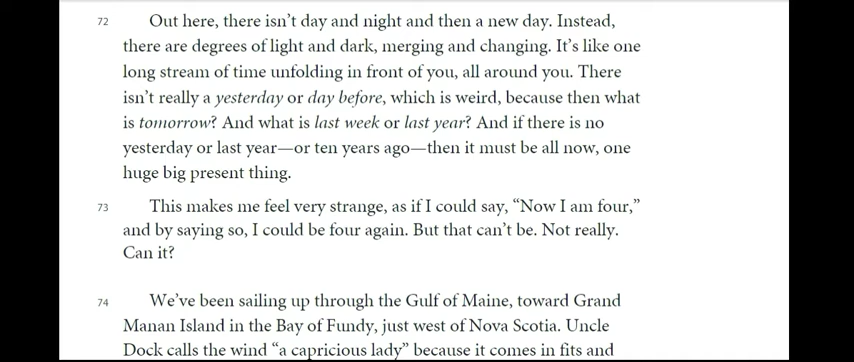 72 Out here, there isn’t day and night and then a new day. Instead,
there are degrees of light and dark, merging and changing. It’s like one
long stream of time unfolding in front of you, all around you. There
isn’t really a yesterday or day before, which is weird, because then what
is tomorrow? And what is last week or last year? And if there is no
yesterday or last year—or ten years ago—then it must be all now, one
huge big present thing.
73 This makes me feel very strange, as if I could say, “Now I am four,”
and by saying so, I could be four again. But that can’t be. Not really.
Can it?
74 We’ve been sailing up through the Gulf of Maine, toward Grand
Manan Island in the Bay of Fundy, just west of Nova Scotia. Uncle
Dock calls the wind “a capricious lady” because it comes in fits and